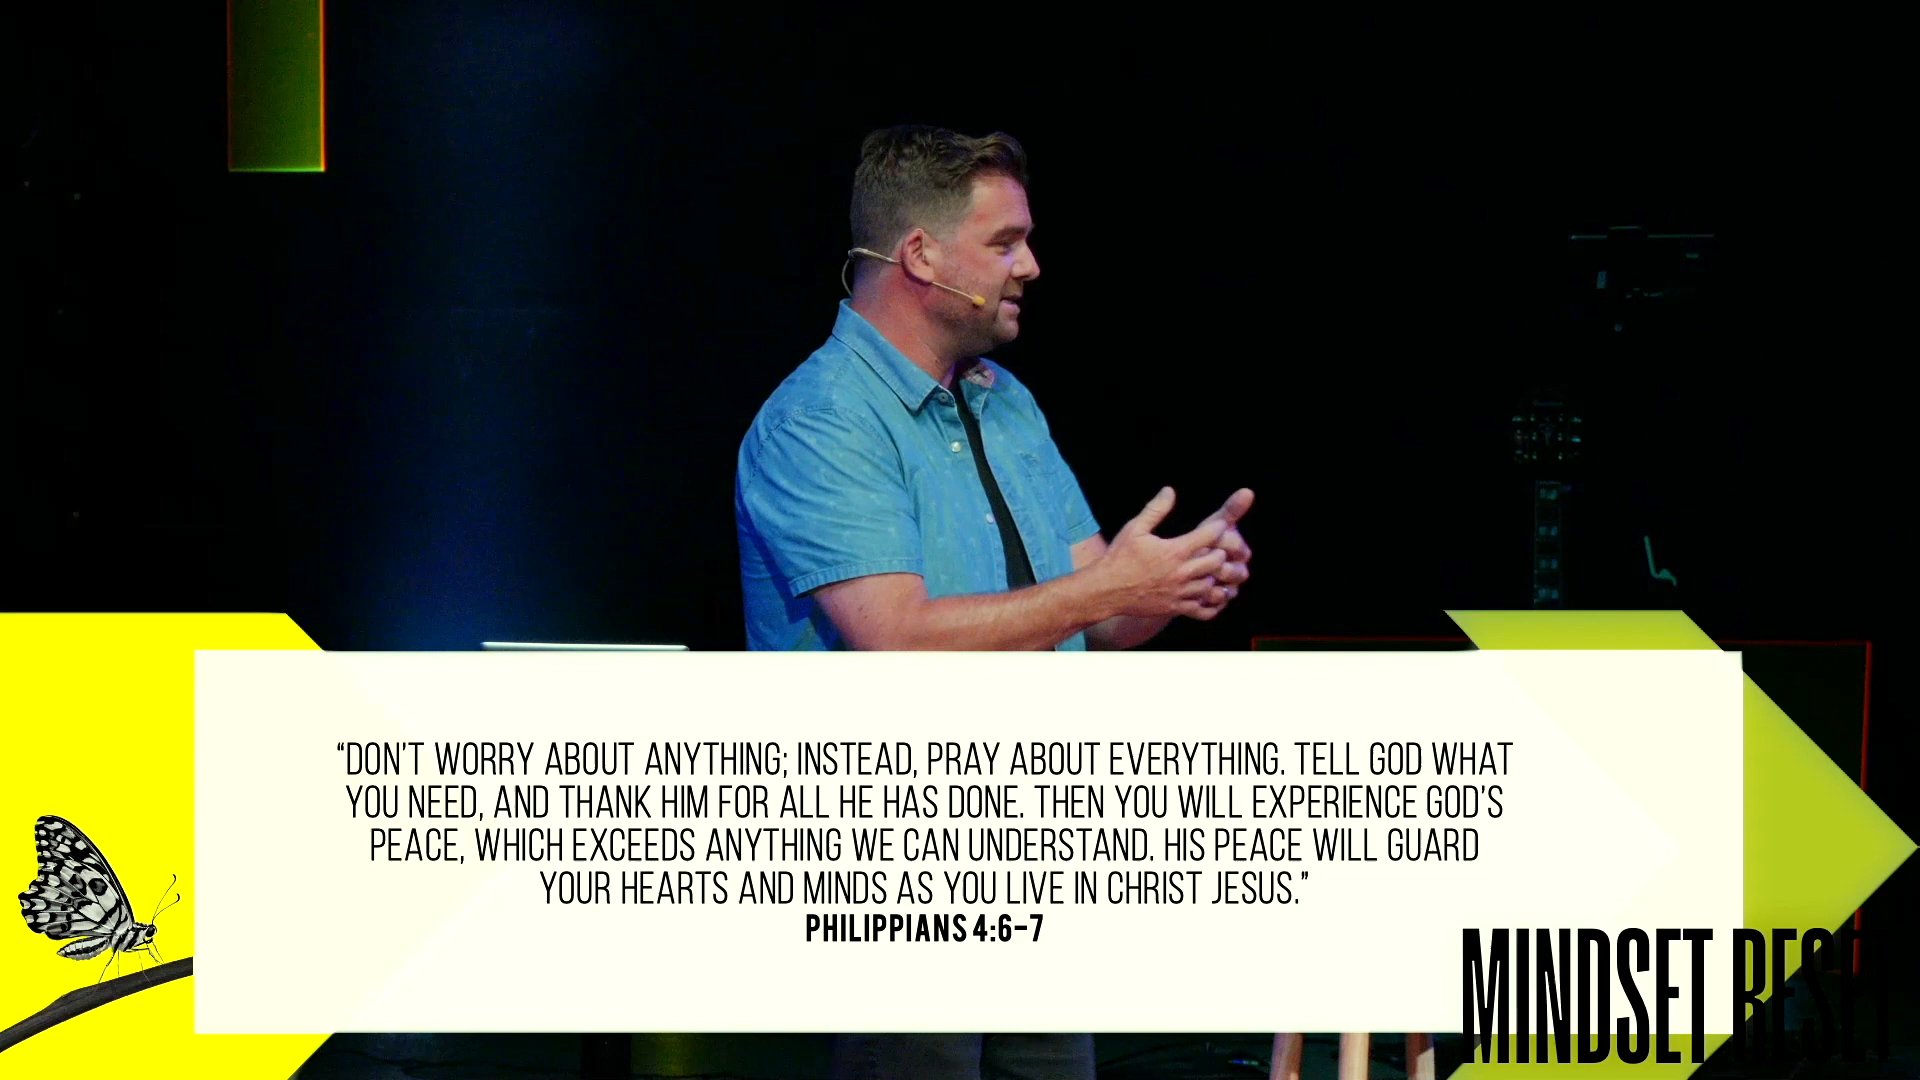 “DON’T WORRY ABOUT ANYTHING; INSTEAD, PRAY ABOUT EVERYTHING. TELL GOD WHAT
YOU NEED, AND THANK HIM FOR ALL HE HAS DONE. THEN YOU WILL EXPERIENCE GOD’S
PEACE, WHICH EXCEEDS ANYTHING WE CAN UNDERSTAND. HIS PEACE WILL GUARD
YOUR HEARTS AND MINDS AS YOU LIVE IN CHRIST JESUS.”
PHILIPPIANS 4:6–7
MINDSET RESET